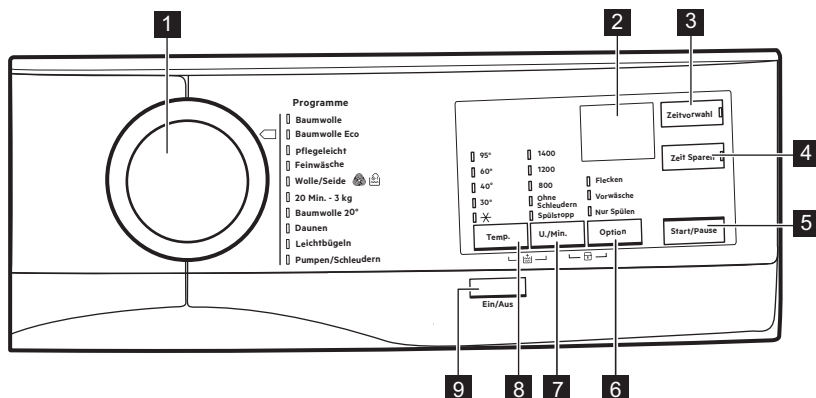 1
2
3
4
5
6
7
8
9
Programme
Baumwolle
Baumwolle Eco
Pflegeleicht
Feinwäsche
Wolle/Seide
20 Min. - 3 kg
Baumwolle 20°
Daunen
Leichtbügeln
Pumpen/Schleudern
95°
60°
40°
30°
1400
1200
800
Ohne
Schleudern
Spülstopp
Flecken
Vorwäsche
Nur Spülen
Zeitvorwahl
Zeit Sparen
Temp.
U./Min.
Option
Start/Pause
Ein/Aus